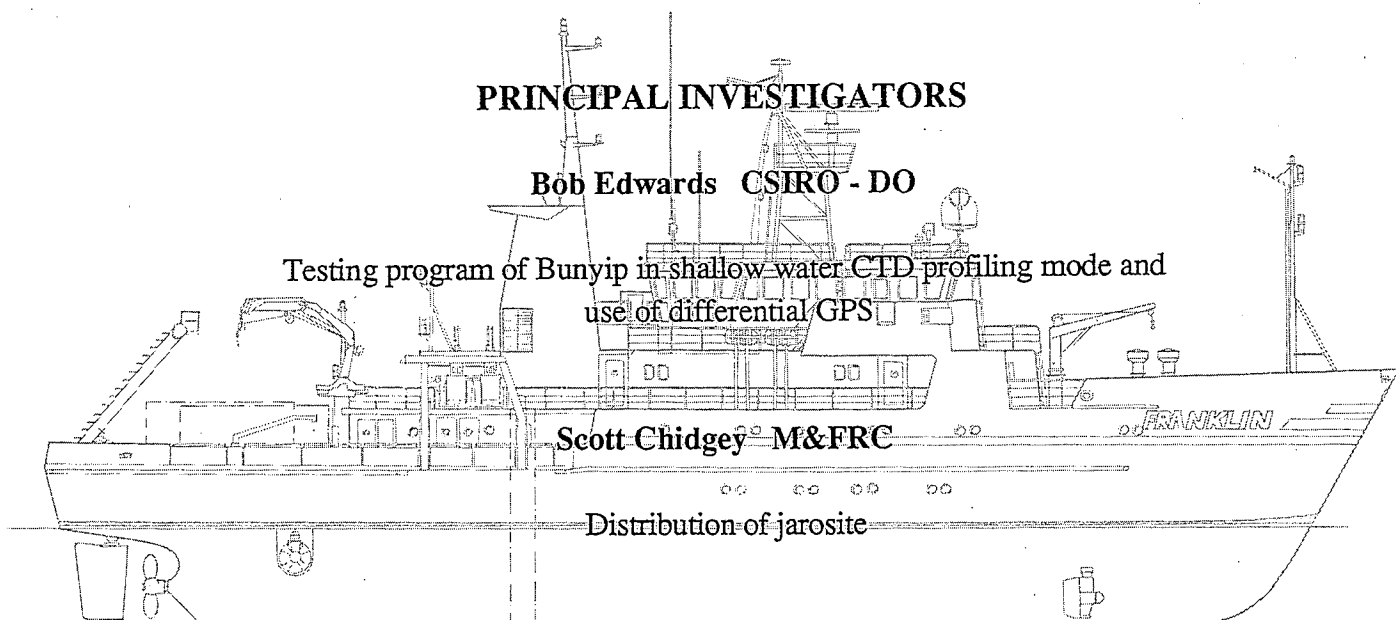 PRINCIPAL INVESTIGATORS
Bob Edwards CSIRO - DO
Testing program of Bunyip in shallow water CTD profiling mode and
use of differential GPS
FRANKLIN
Scott Chidgey M&FRC
Distribution of jarosite